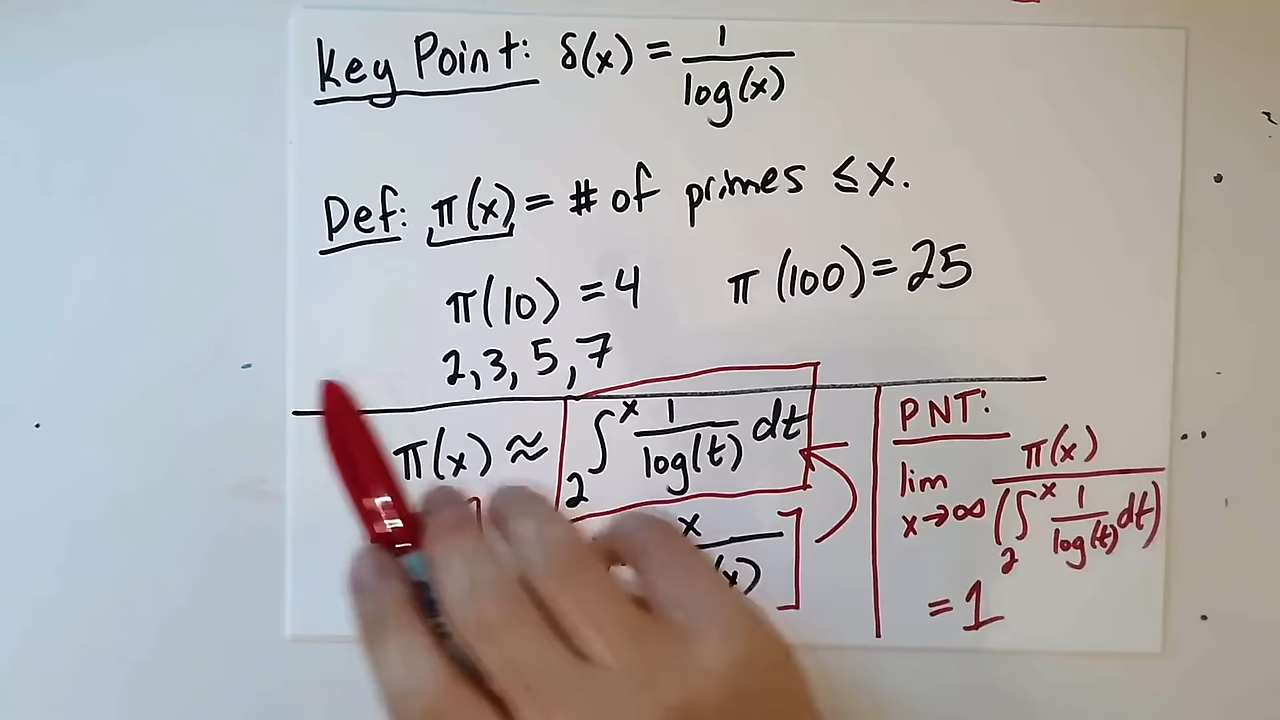 Key Point: δ(x) = 1/log(x)
Def: π(x) = # of primes ≤ x.
π(10) = 4 π(100) = 25
2, 3, 5, 7
π(x) ≈ ∫₂ˣ 1/log(t) dt
x
(x)
PNT:
lim x→∞ π(x)/(∫₂ˣ 1/log(t) dt)
= 1